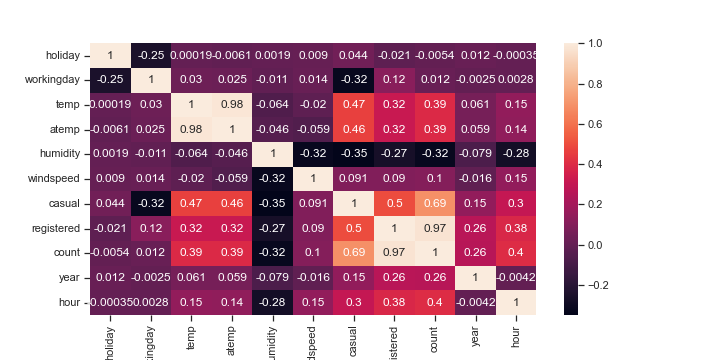 holiday 1 -0.25 0.00019 -0.0061 0.0019 0.009 0.044 -0.021 -0.0054 0.012 -0.00035
workingday -0.25 1 0.03 0.025 -0.011 0.014 -0.32 0.12 0.012 -0.0025 0.0028
temp 0.00019 0.03 1 0.98 -0.064 -0.02 0.47 0.32 0.39 0.061 0.15
atemp -0.0061 0.025 0.98 1 -0.046 -0.059 0.46 0.32 0.39 0.059 0.14
humidity 0.0019 -0.011 -0.064 -0.046 1 -0.32 -0.35 -0.27 -0.32 -0.079 -0.28
windspeed 0.009 0.014 -0.02 -0.059 -0.32 1 0.091 0.09 0.1 -0.016 0.15
casual 0.044 -0.32 0.47 0.46 -0.35 0.091 1 0.5 0.69 0.15 0.3
registered -0.021 0.12 0.32 0.32 -0.27 0.09 0.5 1 0.97 0.26 0.38
count -0.0054 0.012 0.39 0.39 -0.32 0.1 0.69 0.97 1 0.26 0.4
year 0.012 -0.0025 0.061 0.059 -0.079 -0.016 0.15 0.26 0.26 1 -0.0042
hour -0.00035 0.0028 0.15 0.14 -0.28 0.15 0.3 0.38 0.4 -0.0042 1
holiday kingday temp atemp umidity dspeed casual istered count year hour
1.0
0.8
0.6
0.4
0.2
0.0
−0.2